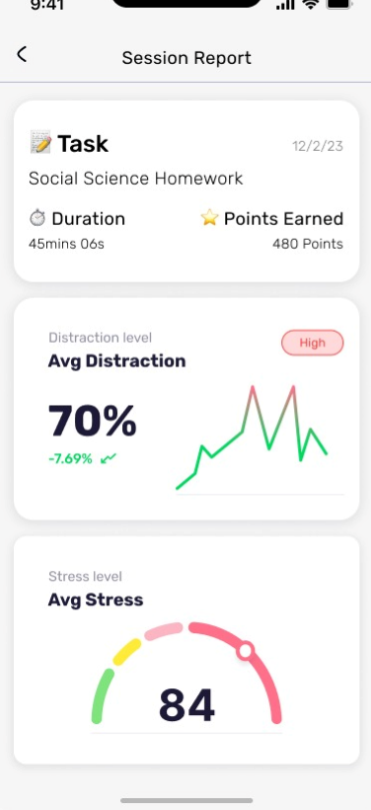 9:41
Session Report
📝 Task
12/2/23
Social Science Homework
⏱ Duration
⭐ Points Earned
45mins 06s
480 Points
Distraction level
High
Avg Distraction
70%
-7.69%
Stress level
Avg Stress
84